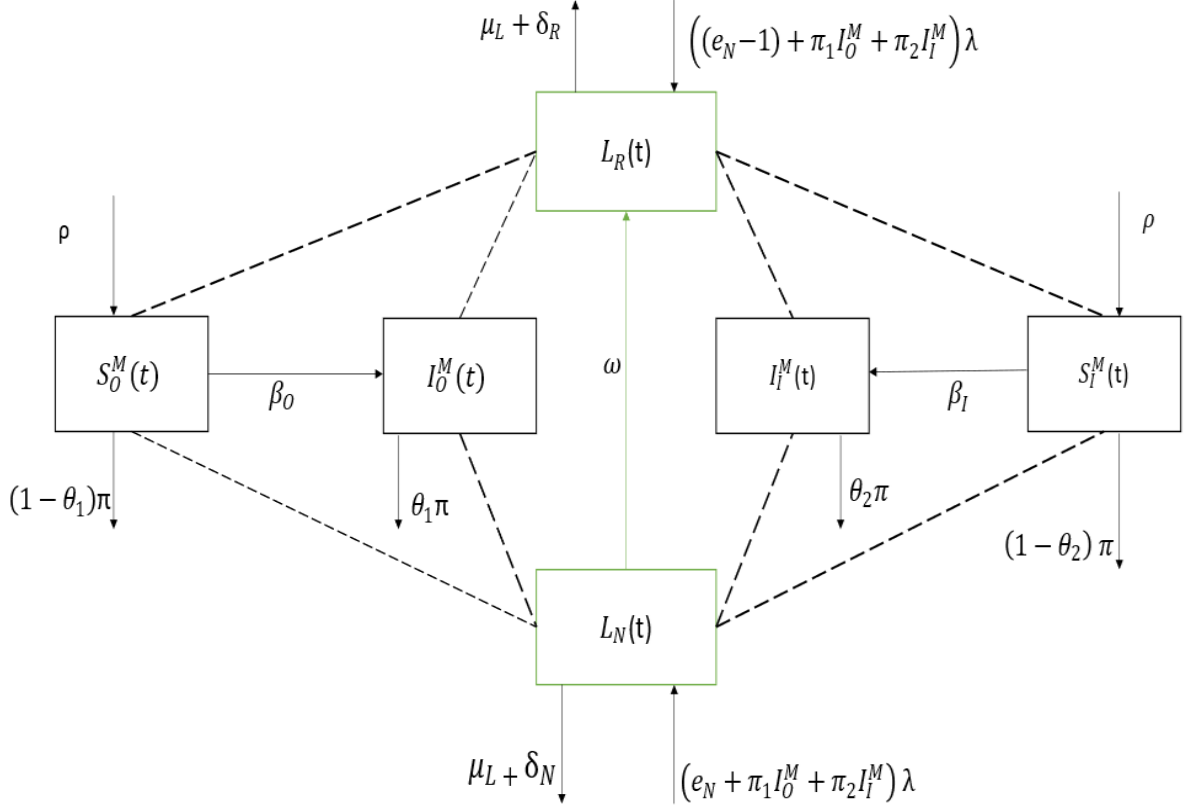 μ_L + δ_R
((e_N−1) + π_1 I_O^M + π_2 I_I^M) λ
L_R(t)
ρ
ρ
S_O^M(t)
β_O
I_O^M(t)
ω
I_I^M(t)
β_I
S_I^M(t)
(1 − θ_1)π
θ_1π
θ_2π
(1 − θ_2) π
L_N(t)
μ_L + δ_N
(e_N + π_1 I_O^M + π_2 I_I^M) λ